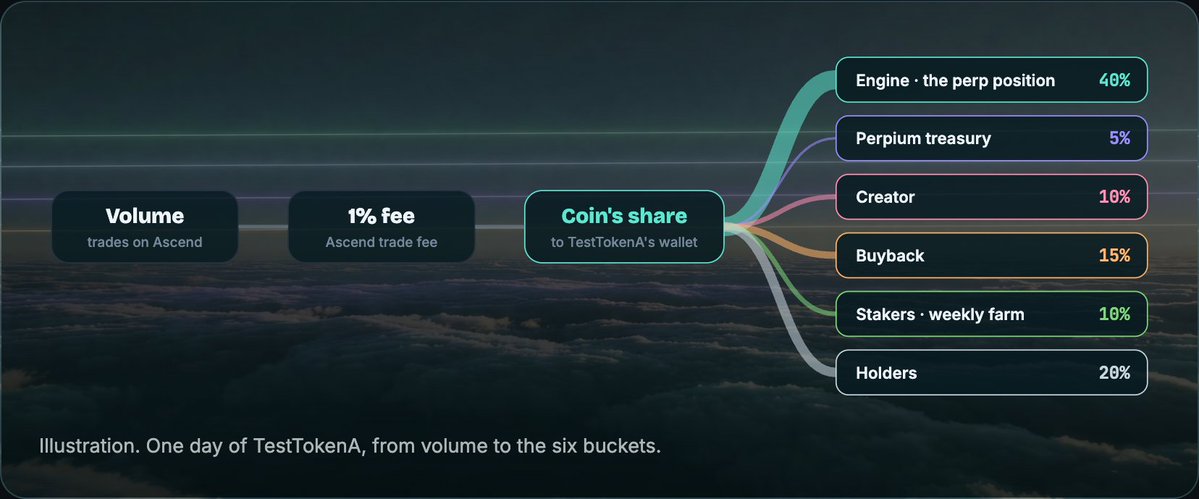 Volume
trades on Ascend
1% fee
Ascend trade fee
Coin's share
to TestTokenA's wallet
Engine · the perp position 40%
Perpium treasury 5%
Creator 10%
Buyback 15%
Stakers · weekly farm 10%
Holders 20%
Illustration. One day of TestTokenA, from volume to the six buckets.